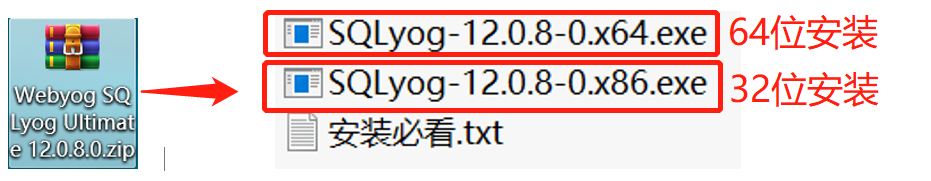 Webyog SQ
Lyog Ultimat
e 12.0.8.0.zip
SQLyog-12.0.8-0.x64.exe
64位安装
SQLyog-12.0.8-0.x86.exe
32位安装
安装必看.txt